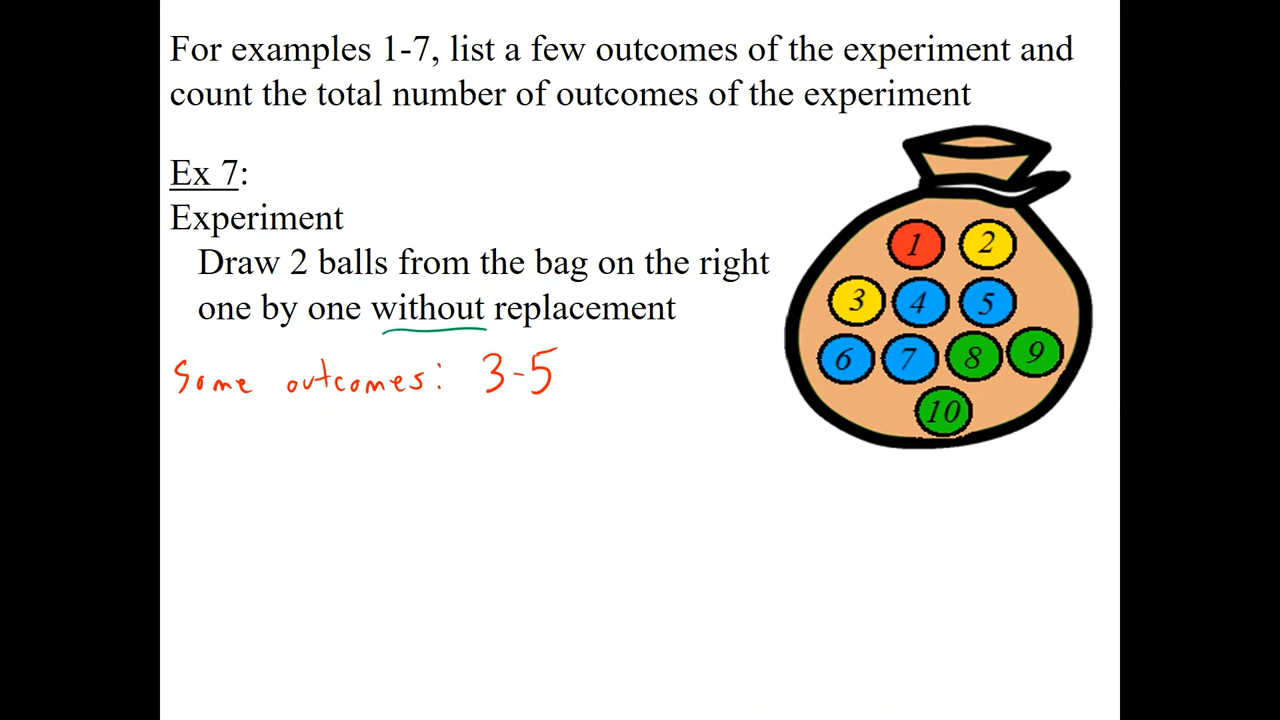 For examples 1-7, list a few outcomes of the experiment and
count the total number of outcomes of the experiment
Ex 7:
Experiment
Draw 2 balls from the bag on the right
one by one without replacement
Some outcomes: 3-5
1 2
3 4 5
6 7 8 9
10